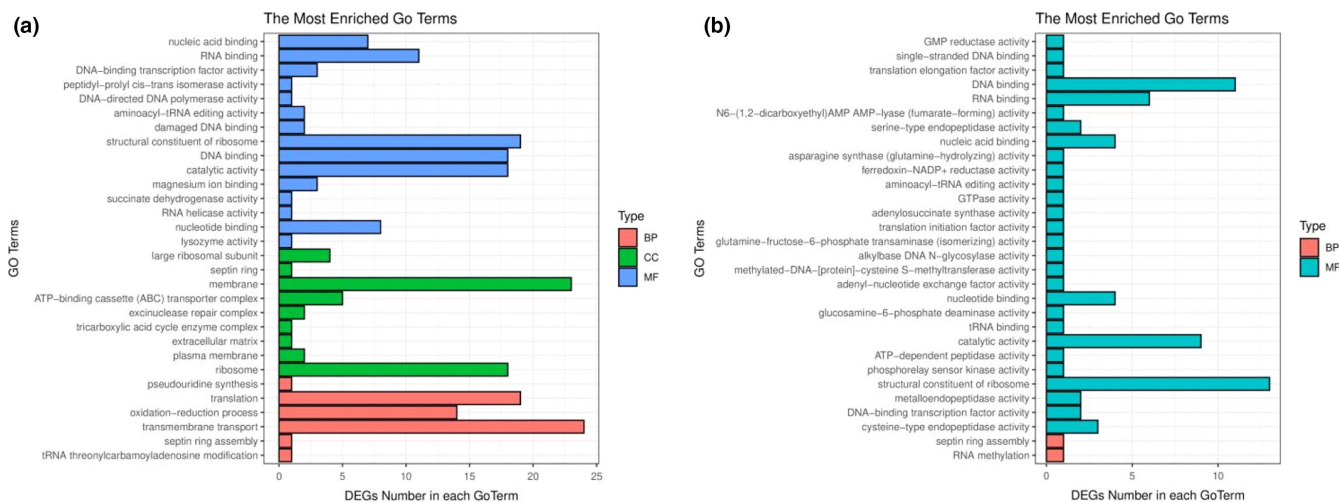 (a)
The Most Enriched Go Terms
GO Terms
nucleic acid binding
RNA binding
DNA-binding transcription factor activity
peptidyl-prolyl cis-trans isomerase activity
DNA-directed DNA polymerase activity
aminoacyl-tRNA editing activity
damaged DNA binding
structural constituent of ribosome
DNA binding
catalytic activity
magnesium ion binding
succinate dehydrogenase activity
RNA helicase activity
nucleotide binding
lysozyme activity
large ribosomal subunit
septin ring
membrane
ATP-binding cassette (ABC) transporter complex
excinuclease repair complex
tricarboxylic acid cycle enzyme complex
extracellular matrix
plasma membrane
ribosome
pseudouridine synthesis
translation
oxidation-reduction process
transmembrane transport
septin ring assembly
tRNA threonylcarbamoyladenosine modification
0 5 10 15 20 25
DEGs Number in each GoTerm
Type
BP
CC
MF
(b)
The Most Enriched Go Terms
GO Terms
GMP reductase activity
single-stranded DNA binding
translation elongation factor activity
DNA binding
RNA binding
N6-(1,2-dicarboxyethyl)AMP AMP-lyase (fumarate-forming) activity
serine-type endopeptidase activity
nucleic acid binding
asparagine synthase (glutamine-hydrolyzing) activity
ferredoxin-NADP+ reductase activity
aminoacyl-tRNA editing activity
GTPase activity
adenylosuccinate synthase activity
translation initiation factor activity
glutamine-fructose-6-phosphate transaminase (isomerizing) activity
alkylbase DNA N-glycosylase activity
methylated-DNA-[protein]-cysteine S-methyltransferase activity
adenyl-nucleotide exchange factor activity
nucleotide binding
glucosamine-6-phosphate deaminase activity
tRNA binding
catalytic activity
ATP-dependent peptidase activity
phosphorelay sensor kinase activity
structural constituent of ribosome
metalloendopeptidase activity
DNA-binding transcription factor activity
cysteine-type endopeptidase activity
septin ring assembly
RNA methylation
0 5 10
DEGs Number in each GoTerm
Type
BP
MF